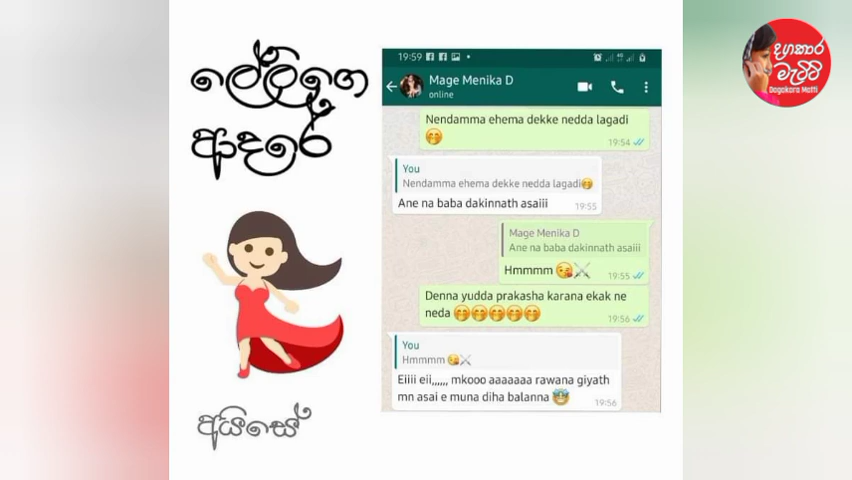 ලේලිගෙ
ආදරේ
අයිසේ
19:59
Mage Menika D
online
Nendamma ehema dekke nedda lagadi
🤭
19:54
You
Nendamma ehema dekke nedda lagadi🤭
Ane na baba dakinnath asaiii
19:55
Mage Menika D
Ane na baba dakinnath asaiii
Hmmmm 😘⚔
19:55
Denna yudda prakasha karana ekak ne
neda 🤭🤭🤭🤭🤭
19:56
You
Hmmmm 😘⚔
Eiiii eii,,,,,, mkooo aaaaaaa rawana giyath
mn asai e muna diha balanna 🤠
19:56
දඟකාර
මැට්ටි
Dagakara Matti